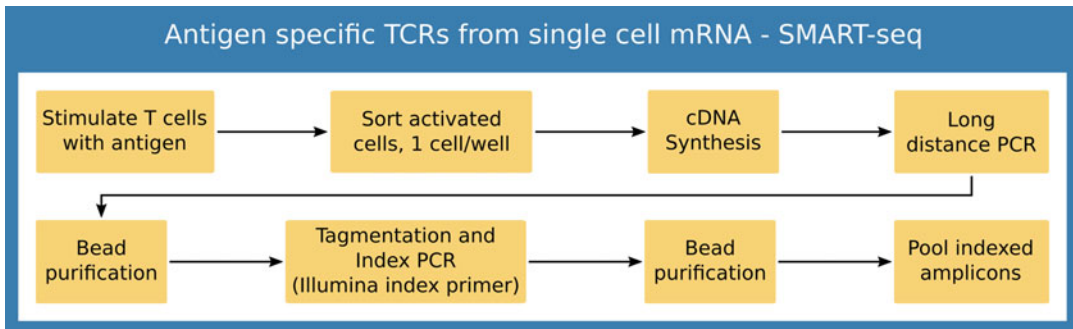 Antigen specific TCRs from single cell mRNA - SMART-seq
Stimulate T cells
with antigen
Sort activated
cells, 1 cell/well
cDNA
Synthesis
Long
distance PCR
Bead
purification
Tagmentation and
Index PCR
(Illumina index primer)
Bead
purification
Pool indexed
amplicons